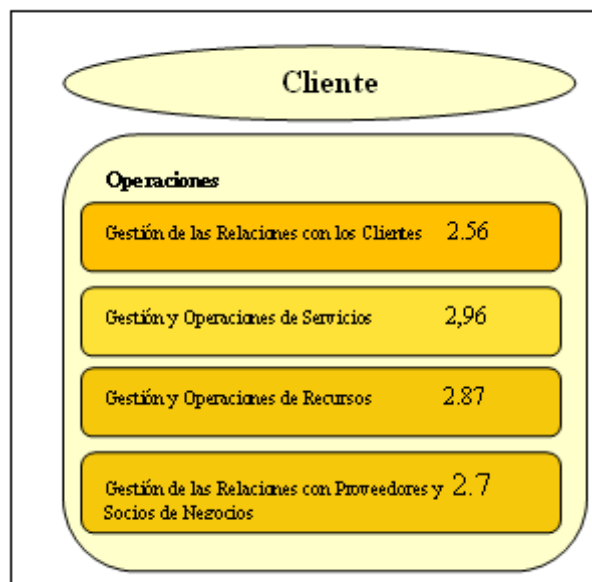 Cliente
Operaciones
Gestión de las Relaciones con los Clientes 2.56
Gestión y Operaciones de Servicios 2,96
Gestión y Operaciones de Recursos 2.87
Gestión de las Relaciones con Proveedores y 2.7
Socios de Negocios